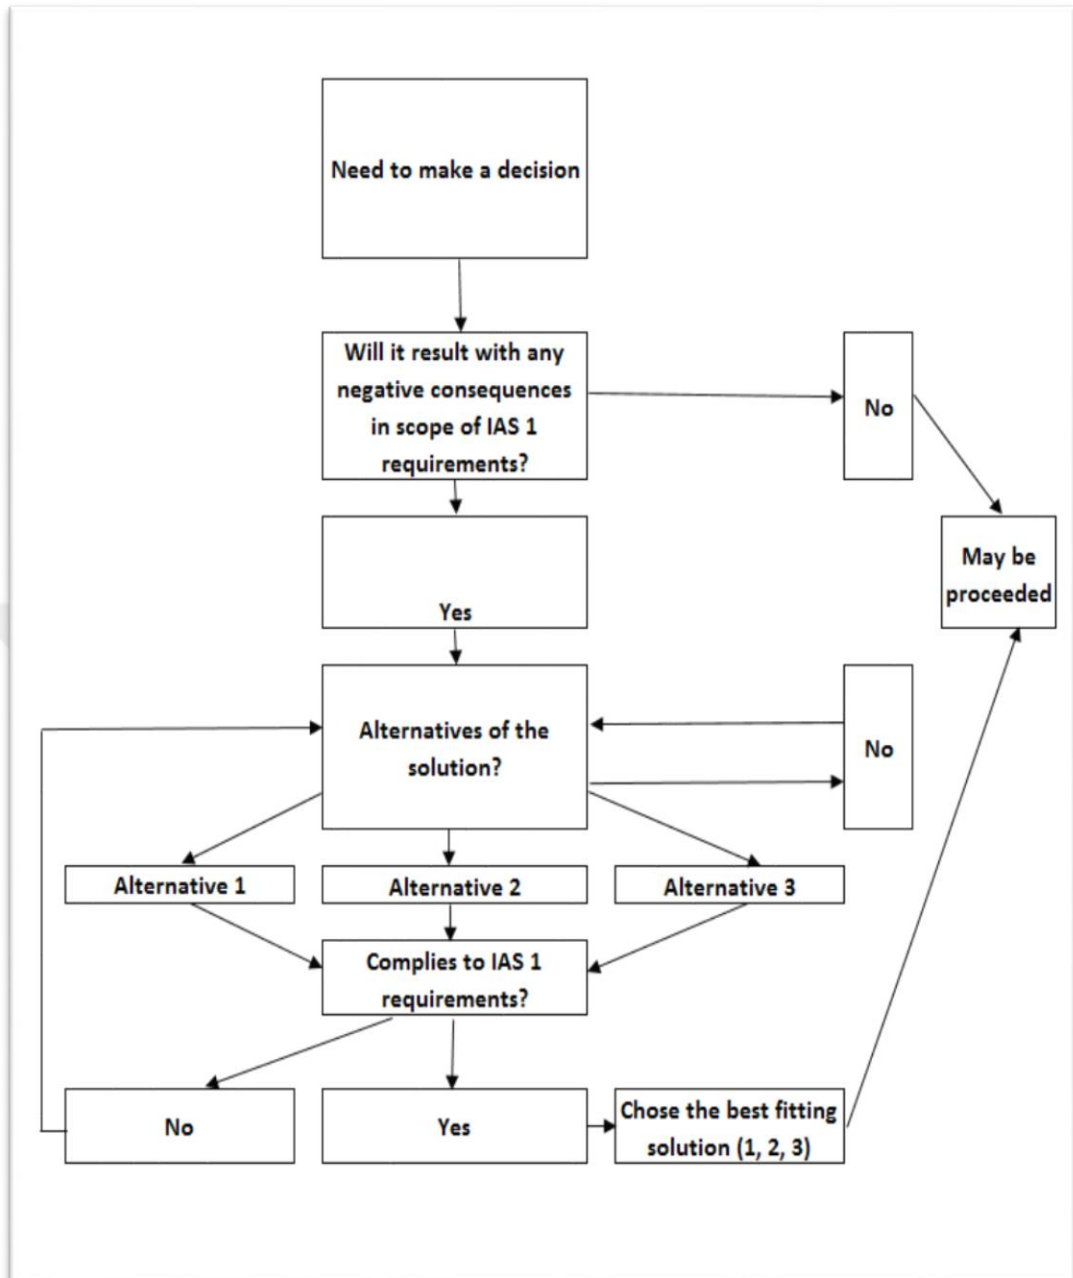 Need to make a decision
Will it result with any
negative consequences
in scope of IAS 1
requirements?
No
May be
proceeded
Yes
Alternatives of the
solution?
No
Alternative 1
Alternative 2
Alternative 3
Complies to IAS 1
requirements?
No
Yes
Chose the best fitting
solution (1, 2, 3)